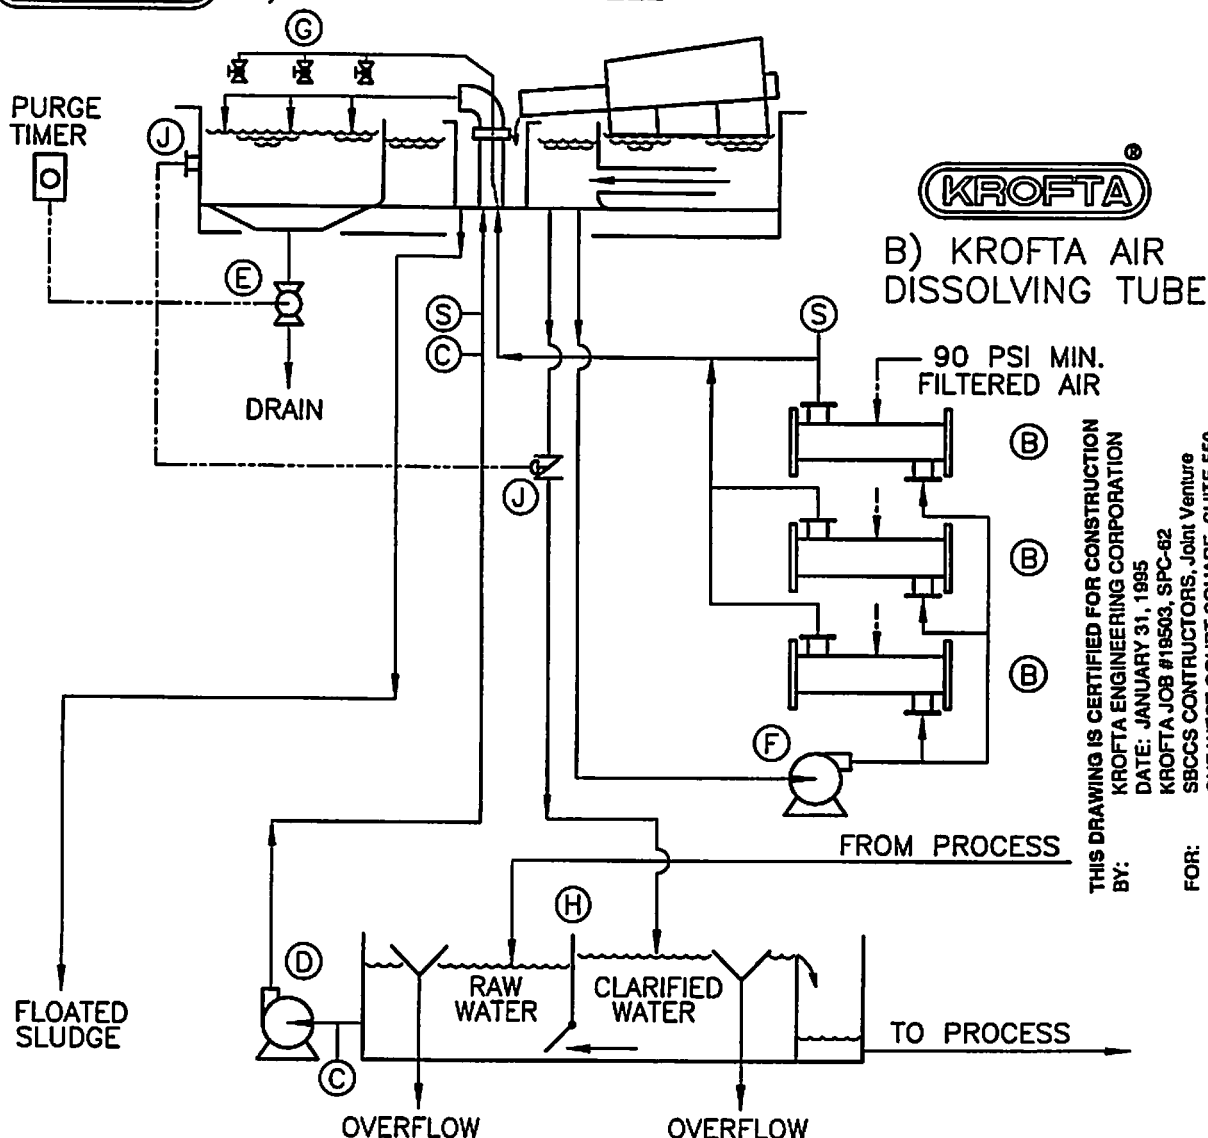 G
PURGE
TIMER
J
®
KROFTA
B) KROFTA AIR
DISSOLVING TUBE
E
S
C
S
90 PSI MIN.
FILTERED AIR
DRAIN
B
J
B
B
F
THIS DRAWING IS CERTIFIED FOR CONSTRUCTION
BY: KROFTA ENGINEERING CORPORATION
DATE: JANUARY 31, 1995
KROFTA JOB #19503, SPC-62
FOR: SBCCS CONTRUCTORS, Joint Venture
FROM PROCESS
H
D
RAW
WATER
CLARIFIED
WATER
FLOATED
SLUDGE
C
TO PROCESS
OVERFLOW
OVERFLOW